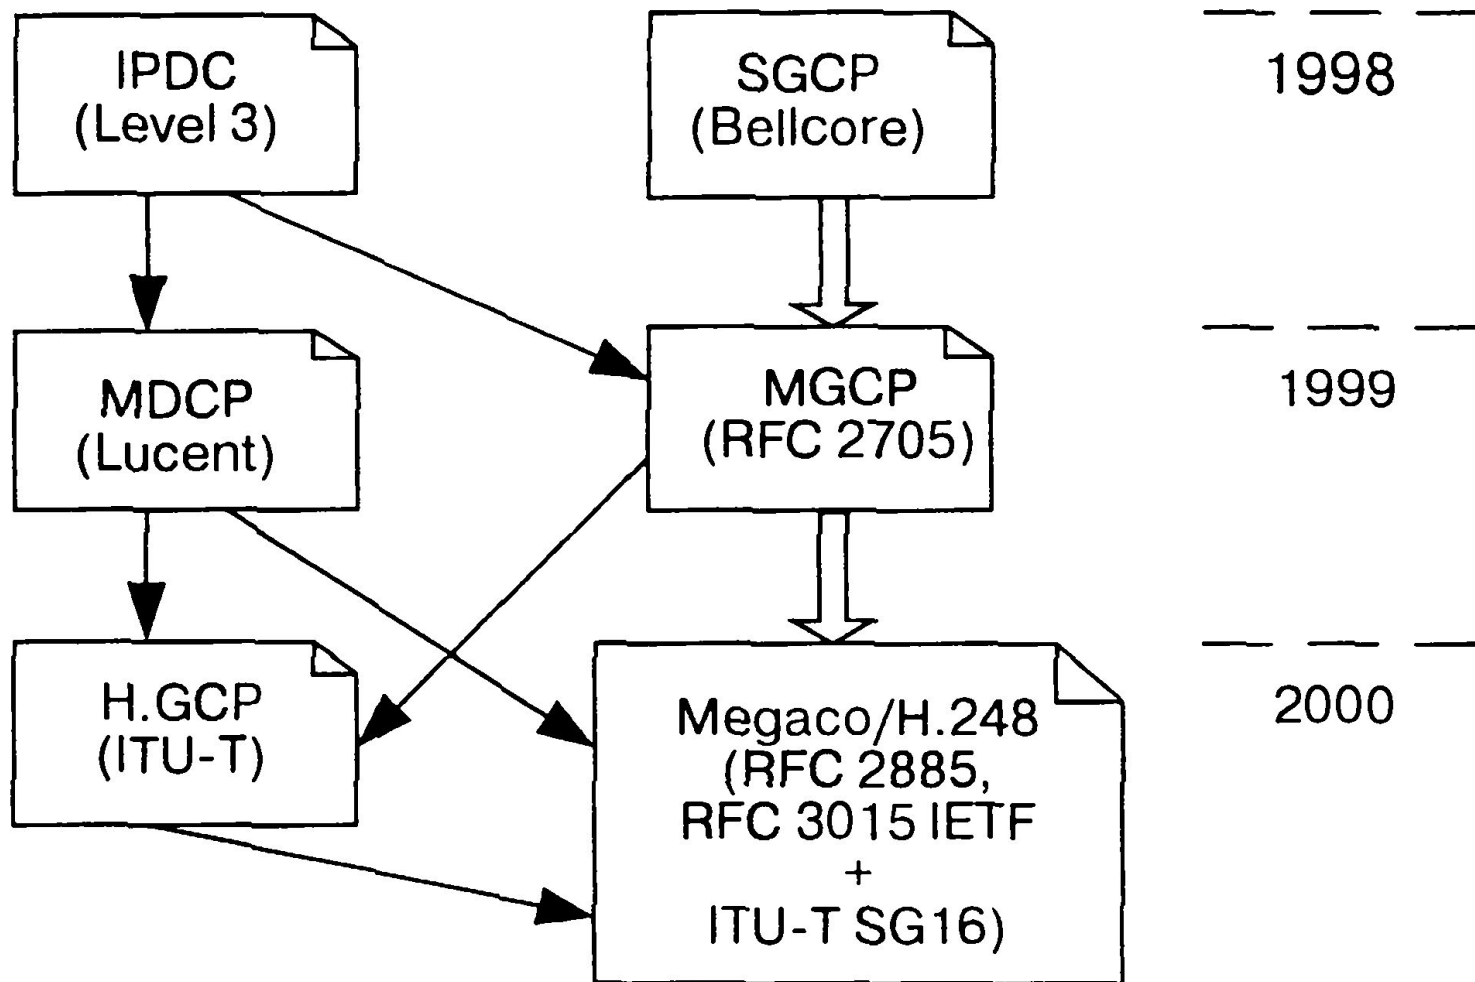 IPDC
(Level 3)
SGCP
(Bellcore)
1998
MDCP
(Lucent)
MGCP
(RFC 2705)
1999
H.GCP
(ITU-T)
Megaco/H.248
(RFC 2885,
RFC 3015 IETF
+
ITU-T SG16)
2000